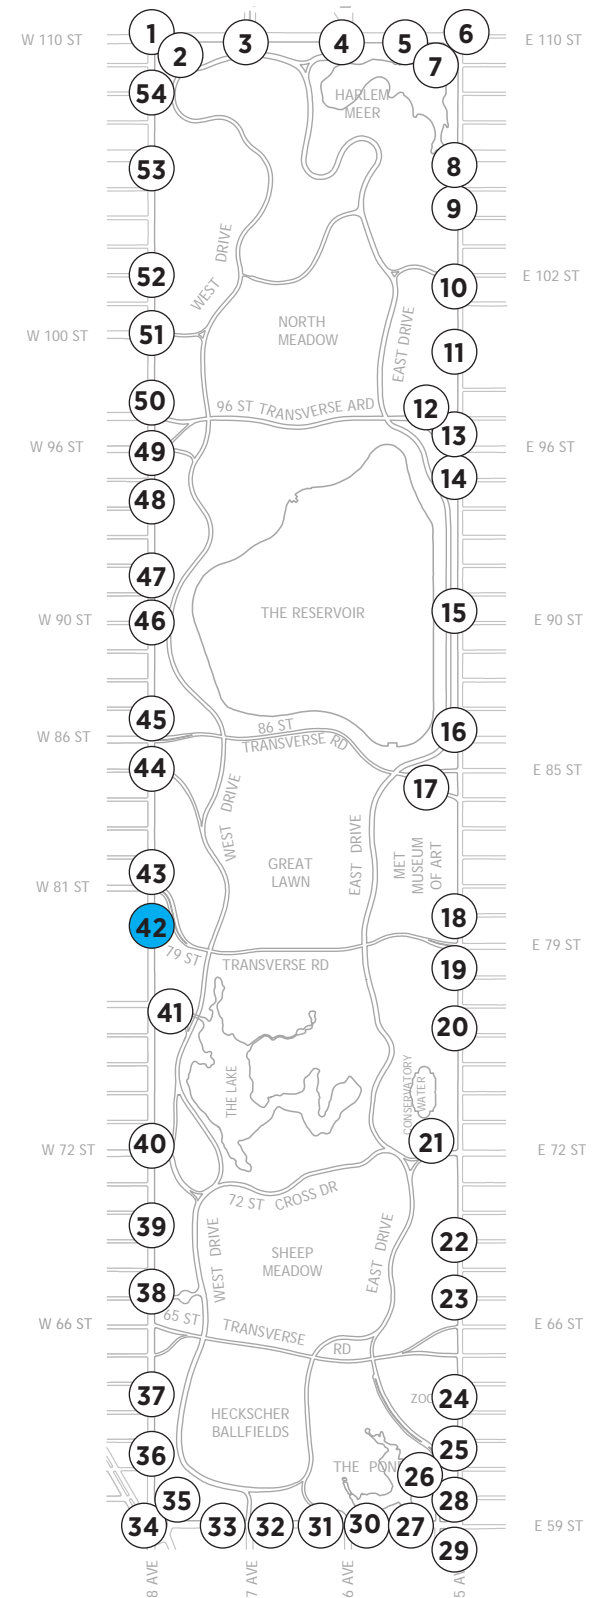 1
2
3
4
5
6
7
W 110 ST
E 110 ST
54
HARLEM
MEER
53
8
9
WEST DRIVE
52
10
E 102 ST
W 100 ST
51
NORTH
MEADOW
EAST DRIVE
11
50
96 ST TRANSVERSE ARD
12
13
W 96 ST
49
E 96 ST
14
48
47
W 90 ST
46
THE RESERVOIR
15
E 90 ST
45
86 ST
TRANSVERSE RD
16
W 86 ST
44
E 85 ST
17
WEST DRIVE
EAST DRIVE
MET
MUSEUM
OF ART
GREAT
LAWN
43
W 81 ST
42
79 ST
TRANSVERSE RD
18
E 79 ST
19
41
20
THE LAKE
CONSERVATORY
WATER
40
21
W 72 ST
E 72 ST
72 ST CROSS DR
39
WEST DRIVE
SHEEP
MEADOW
EAST DRIVE
22
38
23
W 66 ST
65 ST
TRANSVERSE
RD
E 66 ST
37
ZOO
24
HECKSCHER
BALLFIELDS
36
25
THE POND
26
35
28
34
33
32
31
30
27
E 59 ST
29
8 AVE
7 AVE
6 AVE
5 AV